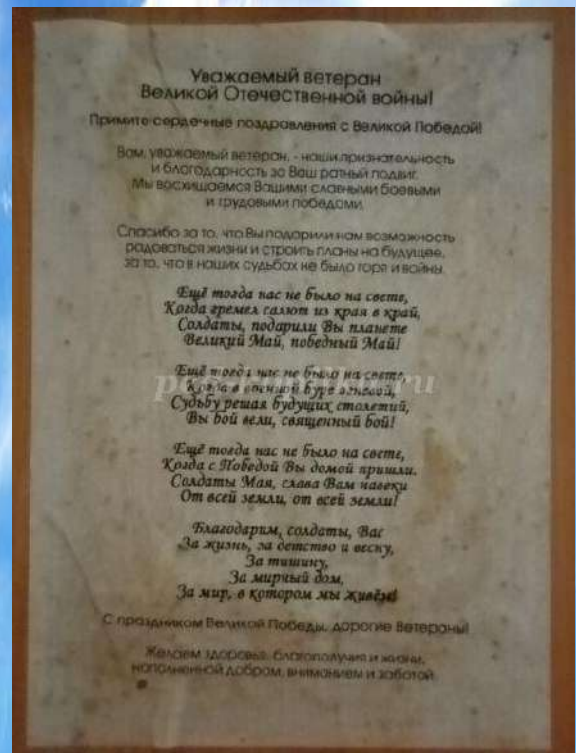 Уважаемый ветеран
Великой Отечественной войны!
Примите сердечные поздравления с Великой Победой!
Вам, уважаемый ветеран, - наши признательность
и благодарность за Ваш ратный подвиг.
Мы восхищаемся Вашими славными боевыми
и трудовыми победами.
Спасибо за то, что Вы подарили нам возможность
радоваться жизни и строить планы на будущее,
за то, что в наших судьбах не было горя и войны.
Ещё тогда нас не было на свете,
Когда гремел салют из края в край,
Солдаты, подарили Вы планете
Великий Май, победный Май!
Ещё тогда нас не было на свете,
Когда в военной буре огневой,
Судьбу решая будущих столетий,
Вы бой вели, священный бой!
Ещё тогда нас не было на свете,
Когда с Победой Вы домой пришли.
Солдаты Мая, слава Вам навеки
От всей земли, от всей земли!
Благодарим, солдаты, Вас
За жизнь, за детство и весну,
За тишину,
За мирный дом,
За мир, в котором мы живём!
С праздником Великой Победы, дорогие Ветераны!
Желаем здоровья, благополучия и жизни,
наполненной добром, вниманием и заботой.